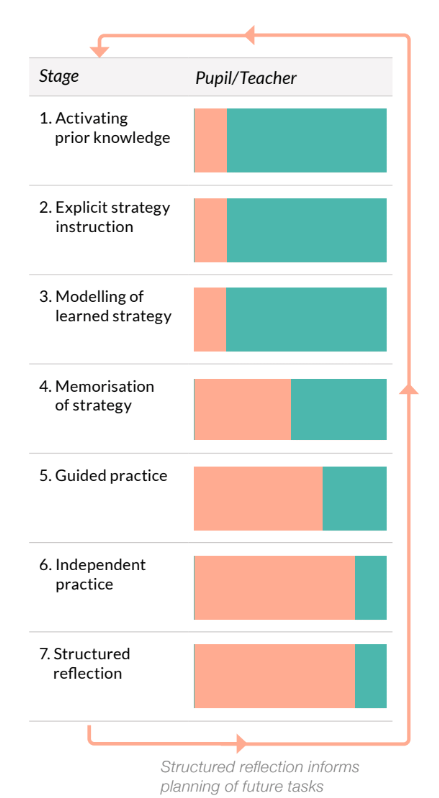 Stage Pupil/Teacher
1. Activating
prior knowledge
2. Explicit strategy
instruction
3. Modelling of
learned strategy
4. Memorisation
of strategy
5. Guided practice
6. Independent
practice
7. Structured
reflection
Structured reflection informs
planning of future tasks